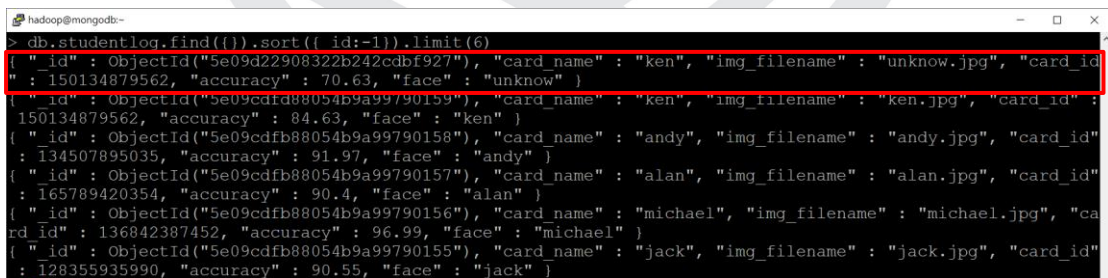 hadoop@mongodb:~
> db.studentlog.find({}).sort({_id:-1}).limit(6)
{ "_id" : ObjectId("5e09d22908322b242cdbf927"), "card_name" : "ken", "img_filename" : "unknow.jpg", "card_id
" : 150134879562, "accuracy" : 70.63, "face" : "unknow" }
{ "_id" : ObjectId("5e09cdfd88054b9a99790159"), "card_name" : "ken", "img_filename" : "ken.jpg", "card_id" :
150134879562, "accuracy" : 84.63, "face" : "ken" }
{ "_id" : ObjectId("5e09cdfb88054b9a99790158"), "card_name" : "andy", "img_filename" : "andy.jpg", "card_id"
: 134507895035, "accuracy" : 91.97, "face" : "andy" }
{ "_id" : ObjectId("5e09cdfb88054b9a99790157"), "card_name" : "alan", "img_filename" : "alan.jpg", "card_id"
: 165789420354, "accuracy" : 90.4, "face" : "alan" }
{ "_id" : ObjectId("5e09cdfb88054b9a99790156"), "card_name" : "michael", "img_filename" : "michael.jpg", "ca
rd_id" : 136842387452, "accuracy" : 96.99, "face" : "michael" }
{ "_id" : ObjectId("5e09cdfb88054b9a99790155"), "card_name" : "jack", "img_filename" : "jack.jpg", "card_id"
: 128355935990, "accuracy" : 90.55, "face" : "jack" }